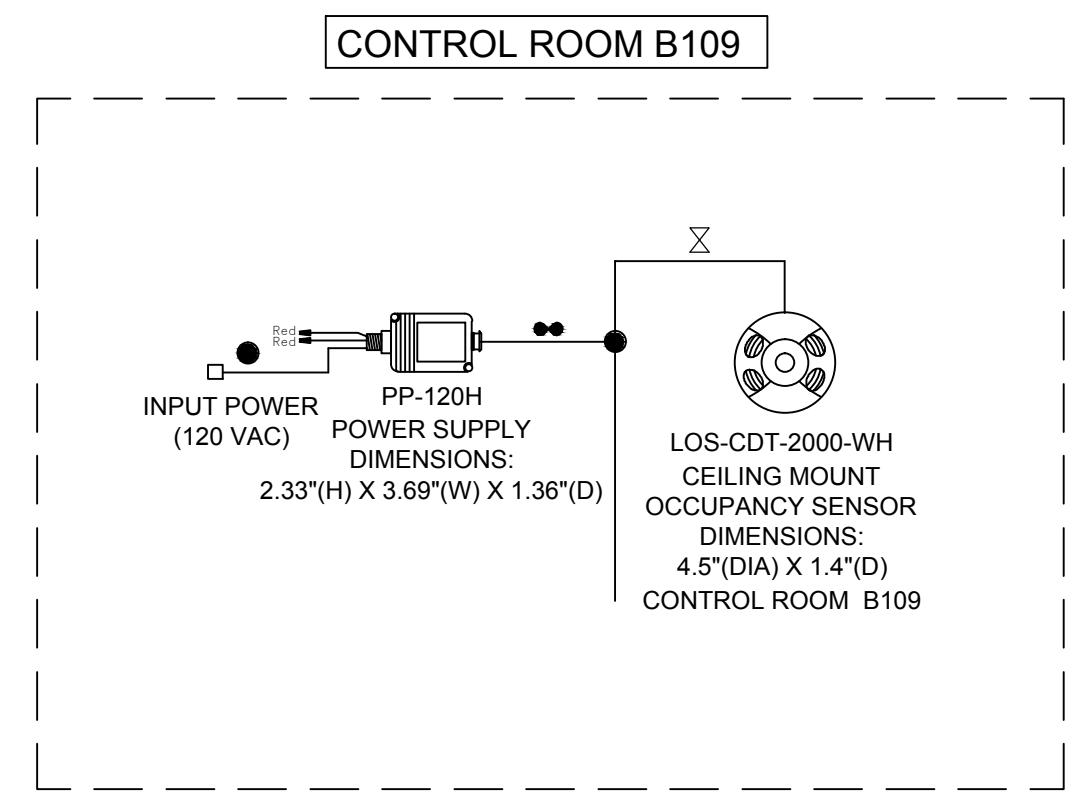 CONTROL ROOM B109
Red
Red
INPUT POWER
(120 VAC)
PP-120H
POWER SUPPLY
DIMENSIONS:
2.33"(H) X 3.69"(W) X 1.36"(D)
LOS-CDT-2000-WH
CEILING MOUNT
OCCUPANCY SENSOR
DIMENSIONS:
4.5"(DIA) X 1.4"(D)
CONTROL ROOM  B109